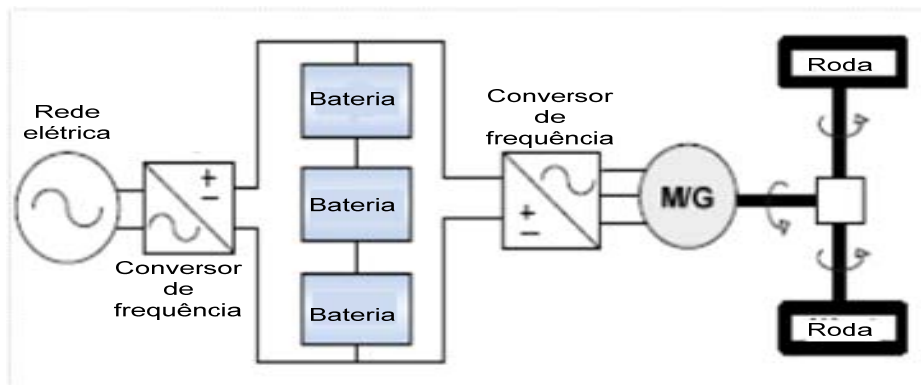 Rede
elétrica
+
−
Conversor
de
frequência
Bateria
Bateria
Bateria
Conversor
de
frequência
+
−
M/G
Roda
Roda